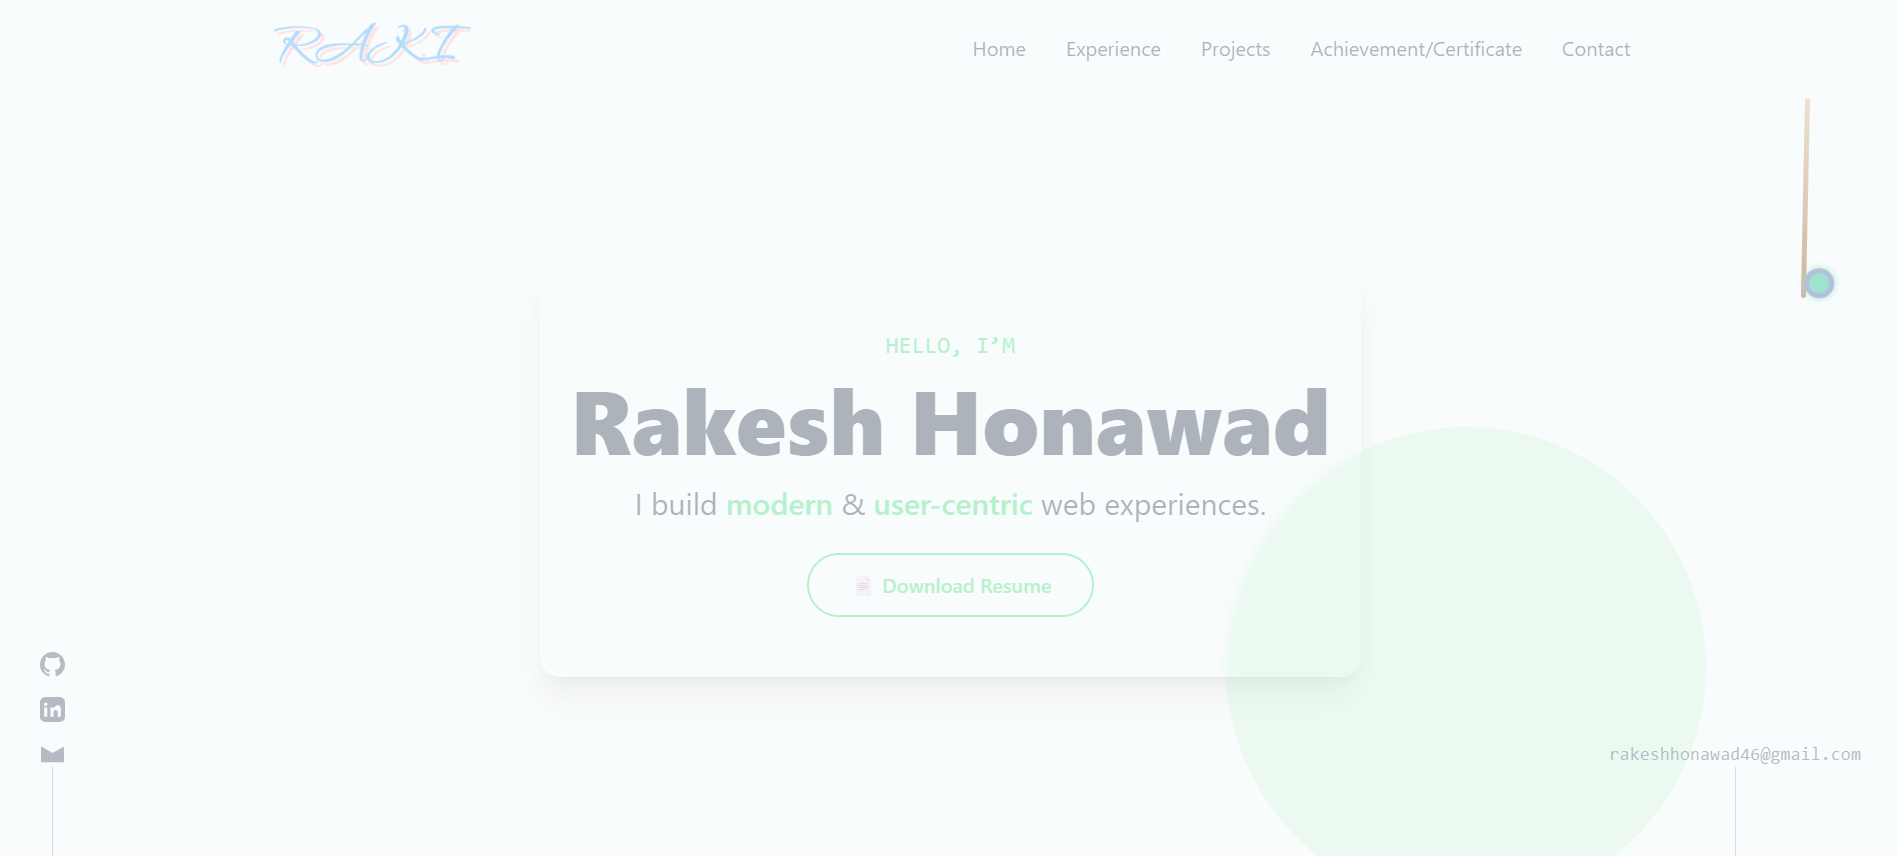 RAKI
Home Experience Projects Achievement/Certificate Contact
HELLO, I’M
Rakesh Honawad
I build modern & user-centric web experiences.
Download Resume
in
rakeshhonawad46@gmail.com